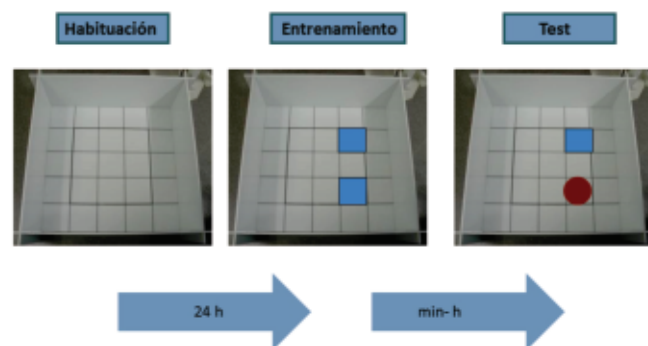 Habituación
Entrenamiento
Test
24 h
min- h